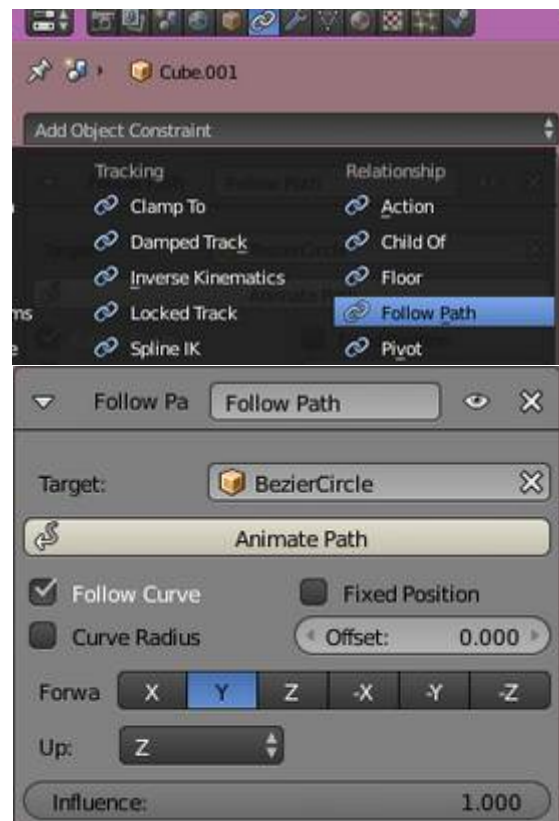 Cube.001
Add Object Constraint
Tracking Relationship
Clamp To Action
Damped Track Child Of
Inverse Kinematics Floor
ms Locked Track Follow Path
e Spline IK Pivot
Follow Pa Follow Path
Target: BezierCircle
Animate Path
Follow Curve Fixed Position
Curve Radius Offset: 0.000
Forwa X Y Z -X -Y -Z
Up: Z
Influence: 1.000